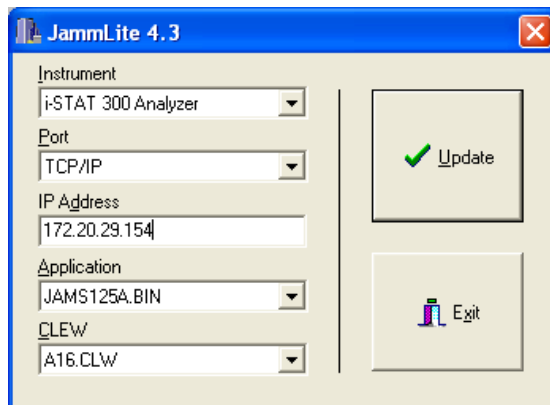 JammLite 4.3
Instrument
i-STAT 300 Analyzer
Port
TCP/IP
IP Address
172.20.29.154
Application
JAMS125A.BIN
CLEW
A16.CLW
Update
Exit